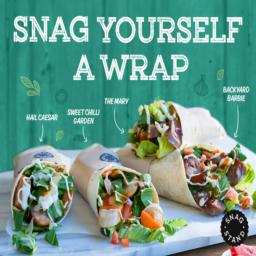 SNAG YOURSELF
A WRAP
HAIL CAESAR
SWEET CHILLI
GARDEN
THE MARY
BACKYARD
BARBIE
SNAG
STAND